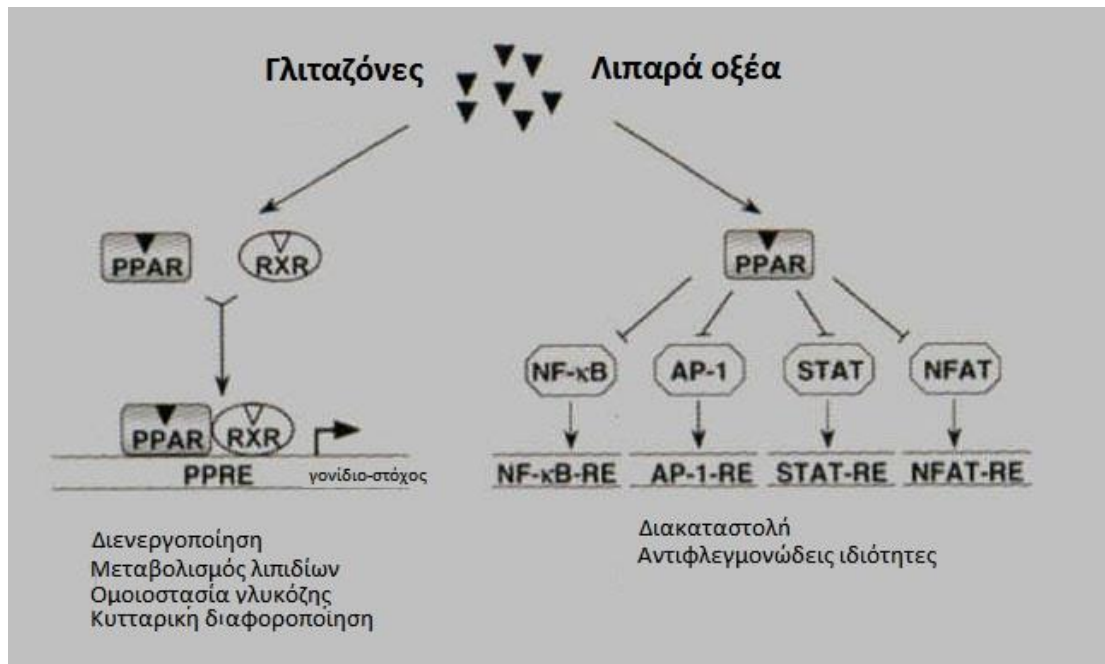 Γλιταζόνες
Λιπαρά οξέα
PPAR
RXR
PPAR
NF-κB
AP-1
STAT
NFAT
PPAR
RXR
PPRE
γονίδιο-στόχος
NF-κB-RE
AP-1-RE
STAT-RE
NFAT-RE
Διενεργοποίηση
Μεταβολισμός λιπιδίων
Ομοιοστασία γλυκόζης
Κυτταρική διαφοροποίηση
Διακαταστολή
Αντιφλεγμονώδεις ιδιότητες